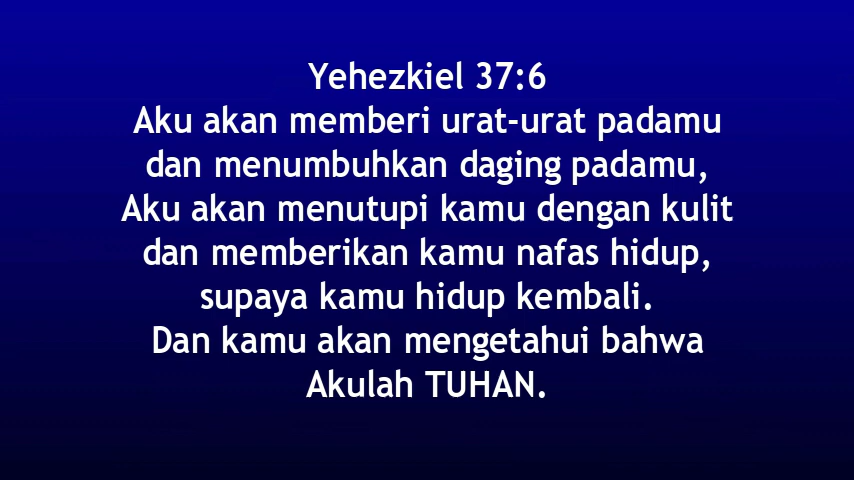 Yehezkiel 37:6
Aku akan memberi urat-urat padamu
dan menumbuhkan daging padamu,
Aku akan menutupi kamu dengan kulit
dan memberikan kamu nafas hidup,
supaya kamu hidup kembali.
Dan kamu akan mengetahui bahwa
Akulah TUHAN.